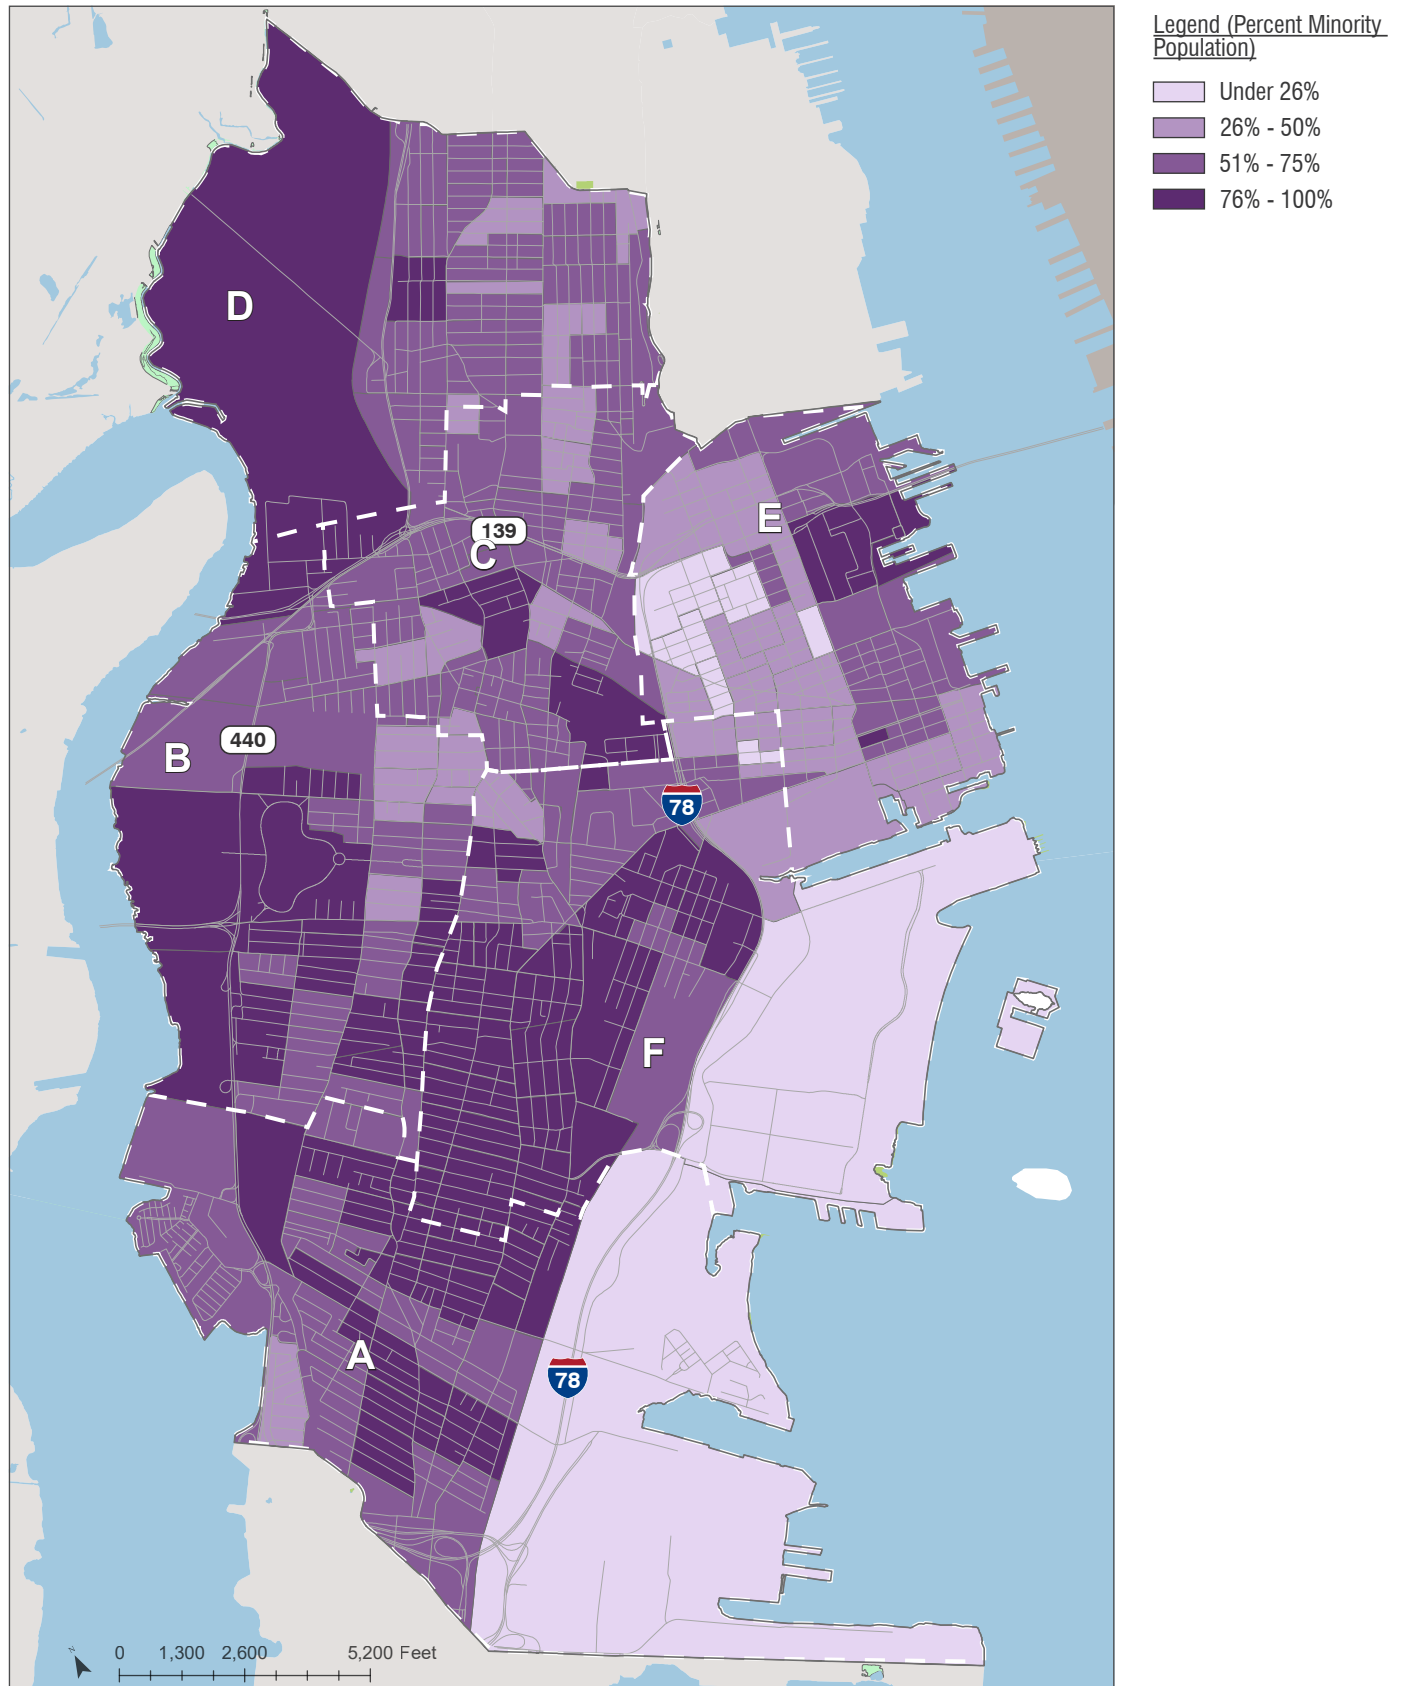 Legend (Percent Minority
Population)
Under 26%
26% - 50%
51% - 75%
76% - 100%
D
E
139
C
B
440
78
F
A
78
N
0 1,300 2,600 5,200 Feet